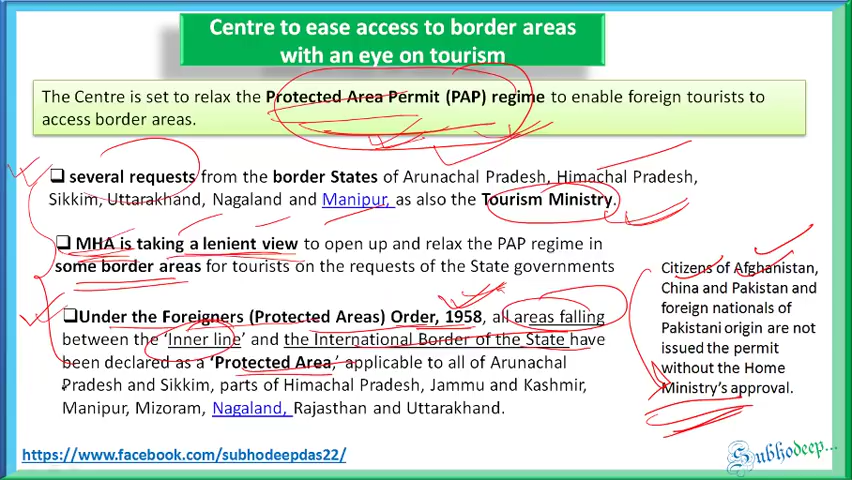 Centre to ease access to border areas
with an eye on tourism
The Centre is set to relax the Protected Area Permit (PAP) regime to enable foreign tourists to
access border areas.
several requests from the border States of Arunachal Pradesh, Himachal Pradesh,
Sikkim, Uttarakhand, Nagaland and Manipur, as also the Tourism Ministry.
MHA is taking a lenient view to open up and relax the PAP regime in
some border areas for tourists on the requests of the State governments
Under the Foreigners (Protected Areas) Order, 1958, all areas falling
between the ‘Inner line’ and the International Border of the State have
been declared as a ‘Protected Area,’ applicable to all of Arunachal
Pradesh and Sikkim, parts of Himachal Pradesh, Jammu and Kashmir,
Manipur, Mizoram, Nagaland, Rajasthan and Uttarakhand.
Citizens of Afghanistan,
China and Pakistan and
foreign nationals of
Pakistani origin are not
issued the permit
without the Home
Ministry’s approval.
https://www.facebook.com/subhodeepdas22/
Subhodeep...